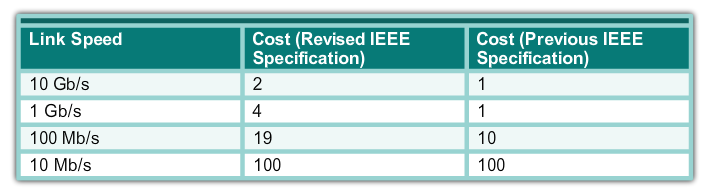 Link Speed Cost (Revised IEEE Specification) Cost (Previous IEEE Specification)
10 Gb/s 2 1
1 Gb/s 4 1
100 Mb/s 19 10
10 Mb/s 100 100